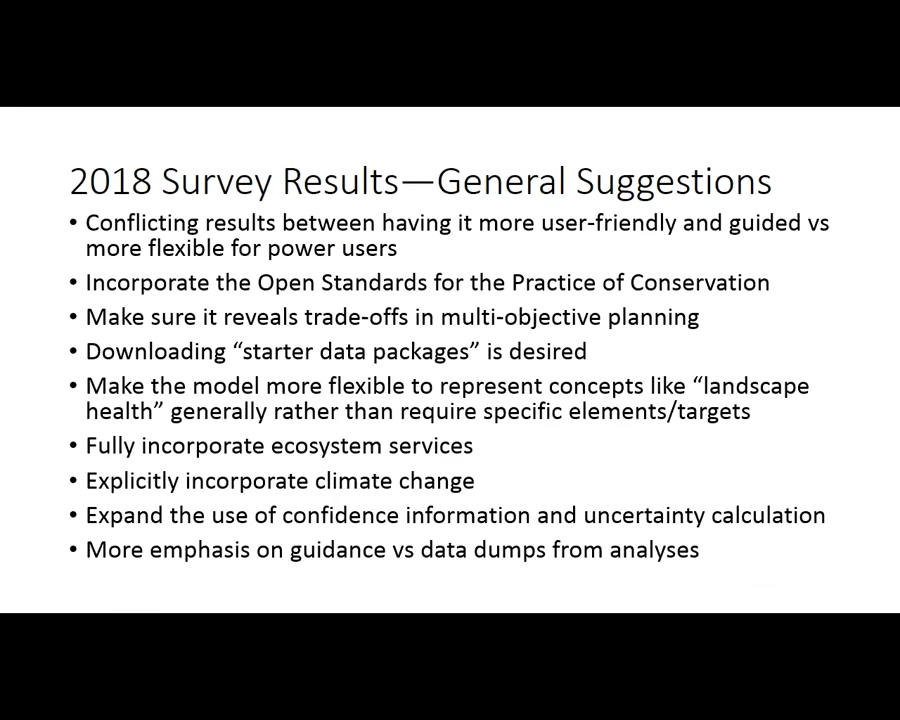 2018 Survey Results—General Suggestions
• Conflicting results between having it more user-friendly and guided vs
more flexible for power users
• Incorporate the Open Standards for the Practice of Conservation
• Make sure it reveals trade-offs in multi-objective planning
• Downloading “starter data packages” is desired
• Make the model more flexible to represent concepts like “landscape
health” generally rather than require specific elements/targets
• Fully incorporate ecosystem services
• Explicitly incorporate climate change
• Expand the use of confidence information and uncertainty calculation
• More emphasis on guidance vs data dumps from analyses